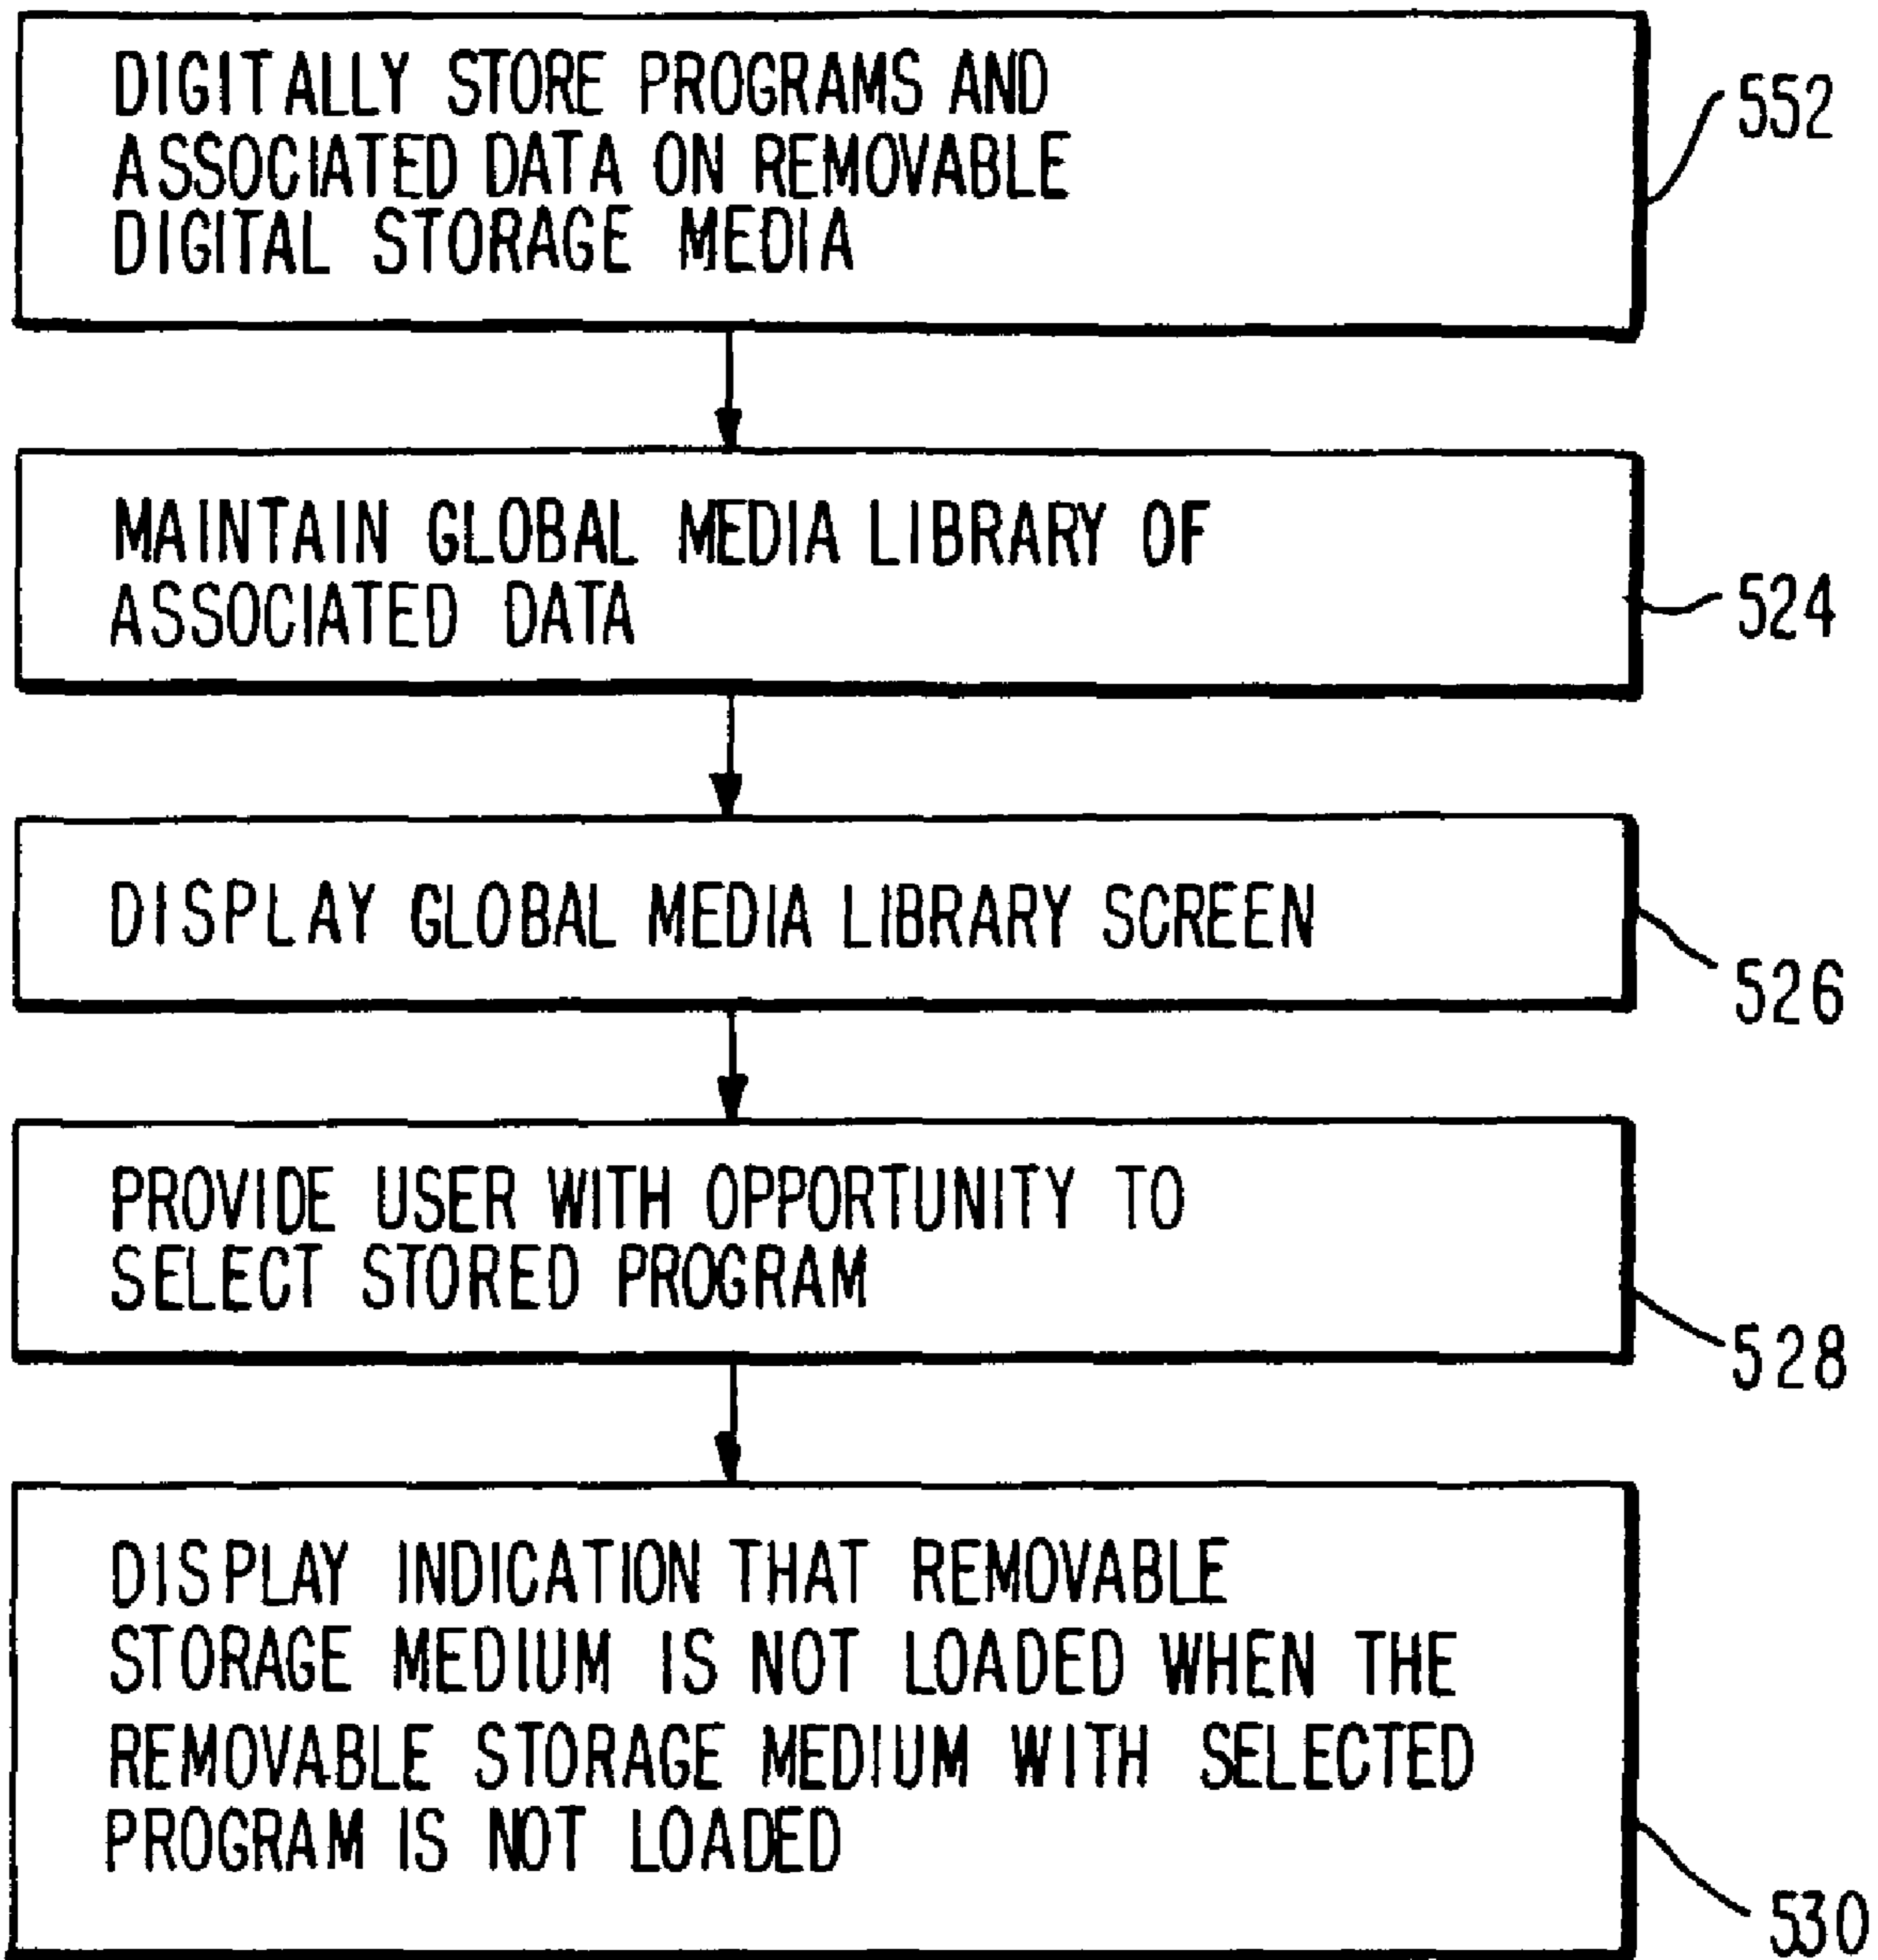 DIGITALLY STORE PROGRAMS AND
ASSOCIATED DATA ON REMOVABLE
DIGITAL STORAGE MEDIA
552
MAINTAIN GLOBAL MEDIA LIBRARY OF
ASSOCIATED DATA
524
DISPLAY GLOBAL MEDIA LIBRARY SCREEN
526
PROVIDE USER WITH OPPORTUNITY TO
SELECT STORED PROGRAM
528
DISPLAY INDICATION THAT REMOVABLE
STORAGE MEDIUM IS NOT LOADED WHEN THE
REMOVABLE STORAGE MEDIUM WITH SELECTED
PROGRAM IS NOT LOADED
530